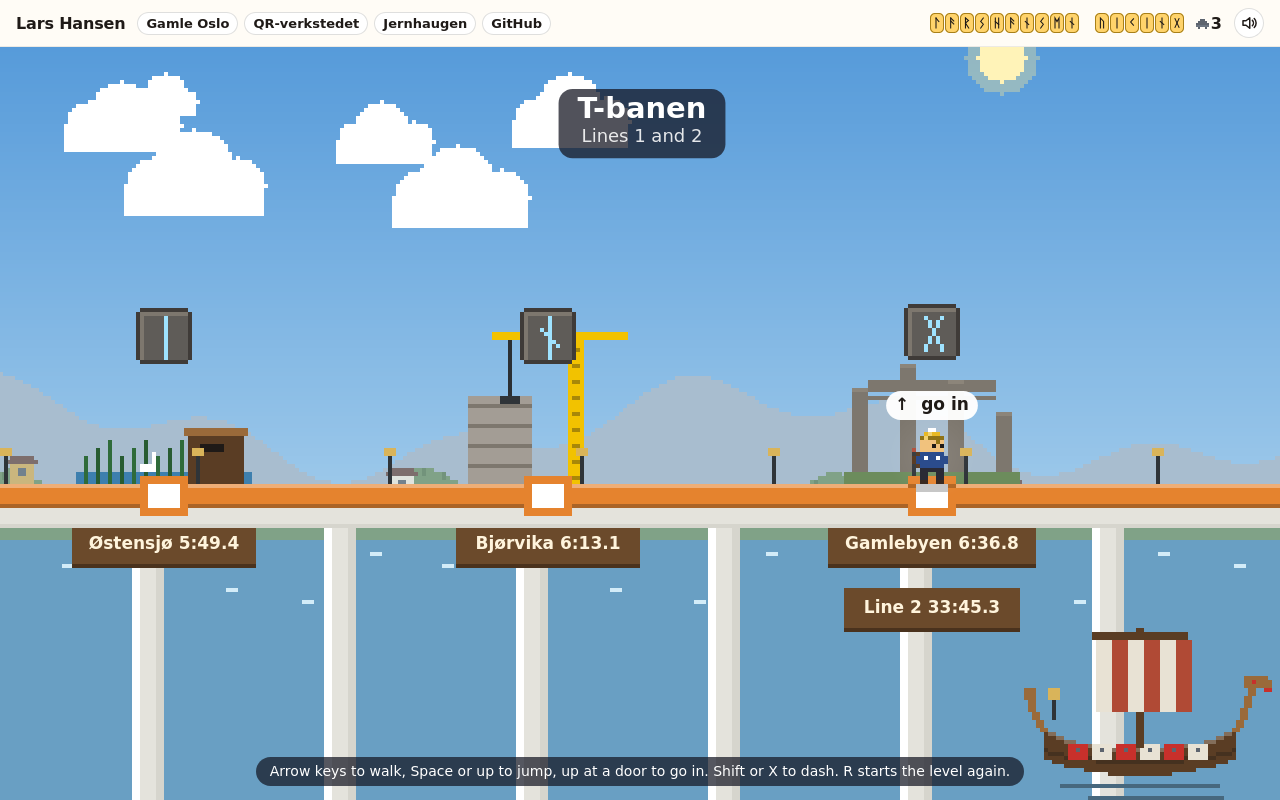 Lars Hansen Gamle Oslo QR-verkstedet Jernhaugen GitHub ᛚᚨᚱᛊᚺᚨᚾᛊᛖᚾ ᚢᛁᚲᛁᚾᚷ 3
T-banen
Lines 1 and 2
ᛁ ᚾ ᚷ
↑ go in
Østensjø 5:49.4 Bjørvika 6:13.1 Gamlebyen 6:36.8
Line 2 33:45.3
Arrow keys to walk, Space or up to jump, up at a door to go in. Shift or X to dash. R starts the level again.